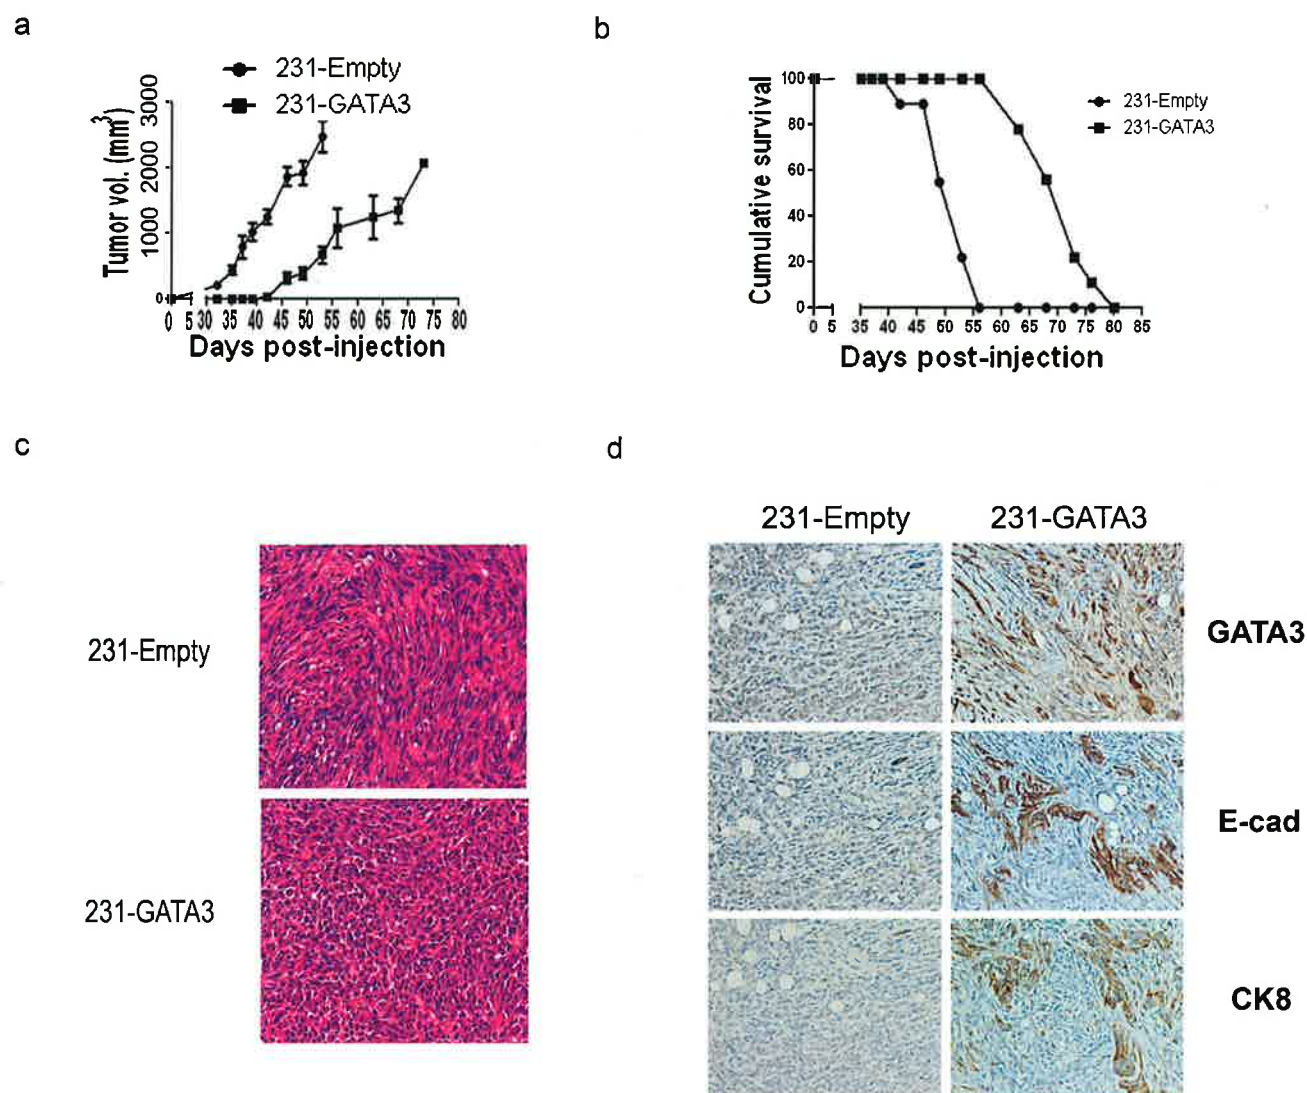 a
231-Empty
231-GATA3
Tumor vol. (mm3)
3000
2000
1000
0
0 5 30 35 40 45 50 55 60 65 70 75 80
Days post-injection
b
231-Empty
231-GATA3
Cumulative survival
100
80
60
40
20
0
0 5 35 40 45 50 55 60 65 70 75 80 85
Days post-injection
c
231-Empty
231-GATA3
d
231-Empty 231-GATA3
GATA3
E-cad
CK8